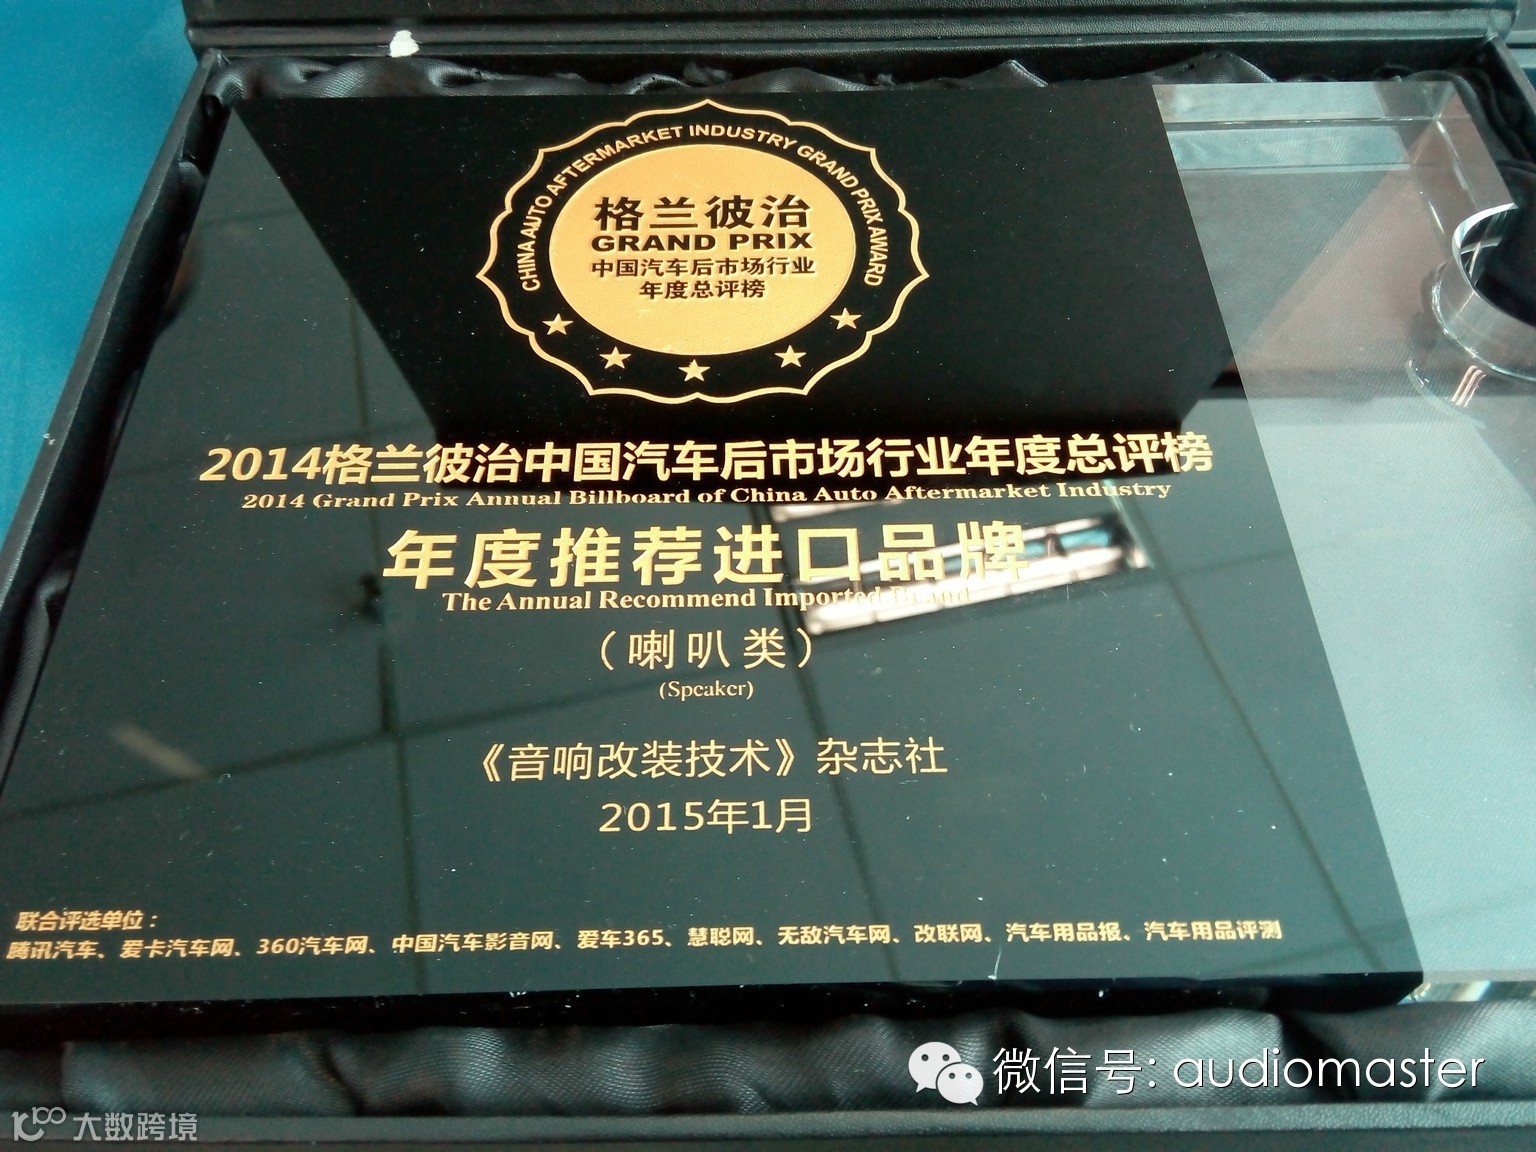 CHINA AUTO AFTERMARKET INDUSTRY GRAND PRIX AWARD
格兰彼治
GRAND PRIX
中国汽车后市场行业
年度总评榜
2014格兰彼治中国汽车后市场行业年度总评榜
2014 Grand Prix Annual Billboard of China Auto Aftermarket Industry
年度推荐进口品牌
The Annual Recommend Imported Brand
（喇叭类）
(Speaker)
《音响改装技术》杂志社
2015年1月
联合评选单位：
腾讯汽车、爱卡汽车网、360汽车网、中国汽车影音网、爱车365、慧聪网、无敌汽车网、改联网、汽车用品报、汽车用品评测
微信号: audiomaster
大数跨境